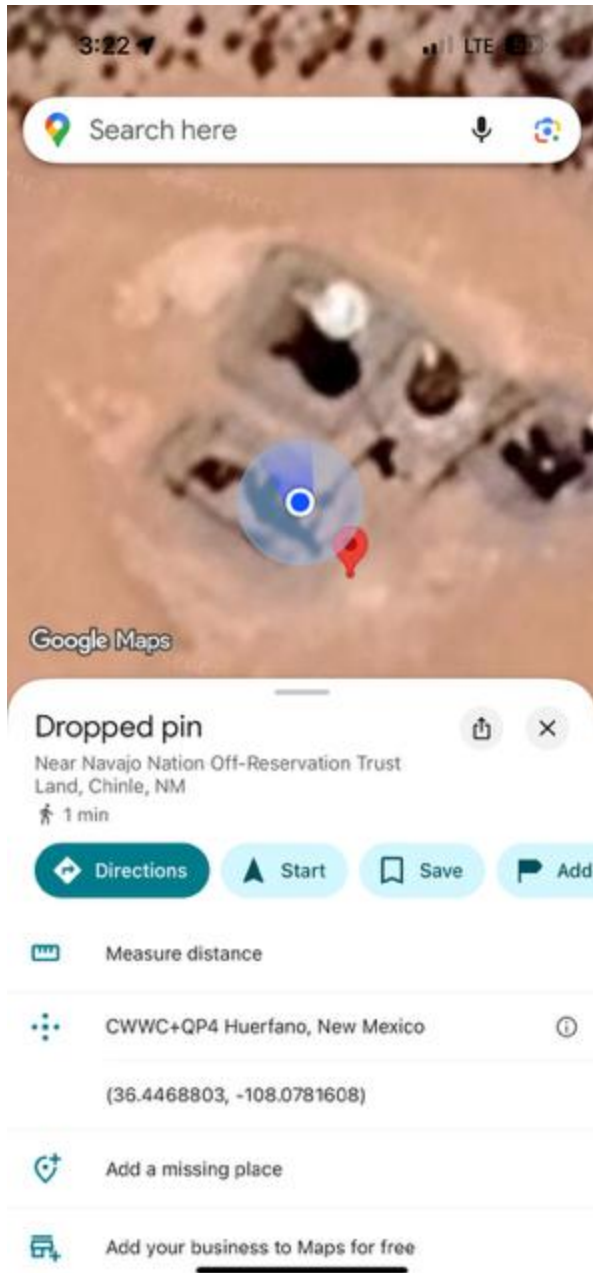 3:22
LTE
Search here
Google Maps
Dropped pin
Near Navajo Nation Off-Reservation Trust
Land, Chinle, NM
1 min
Directions
Start
Save
Add
Measure distance
CWWC+QP4 Huerfano, New Mexico
(36.4468803, -108.0781608)
Add a missing place
Add your business to Maps for free